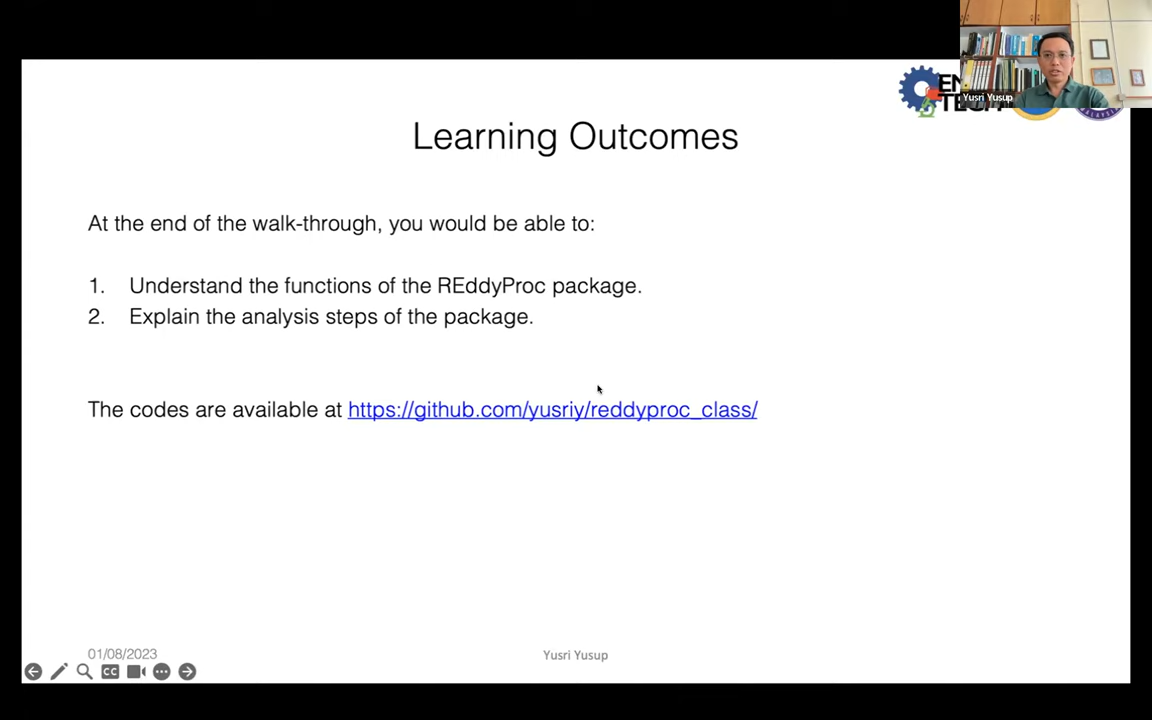 Yusri Yusup
Learning Outcomes
At the end of the walk-through, you would be able to:
1. Understand the functions of the REddyProc package.
2. Explain the analysis steps of the package.
The codes are available at https://github.com/yusriy/reddyproc_class/
01/08/2023
Yusri Yusup
CC